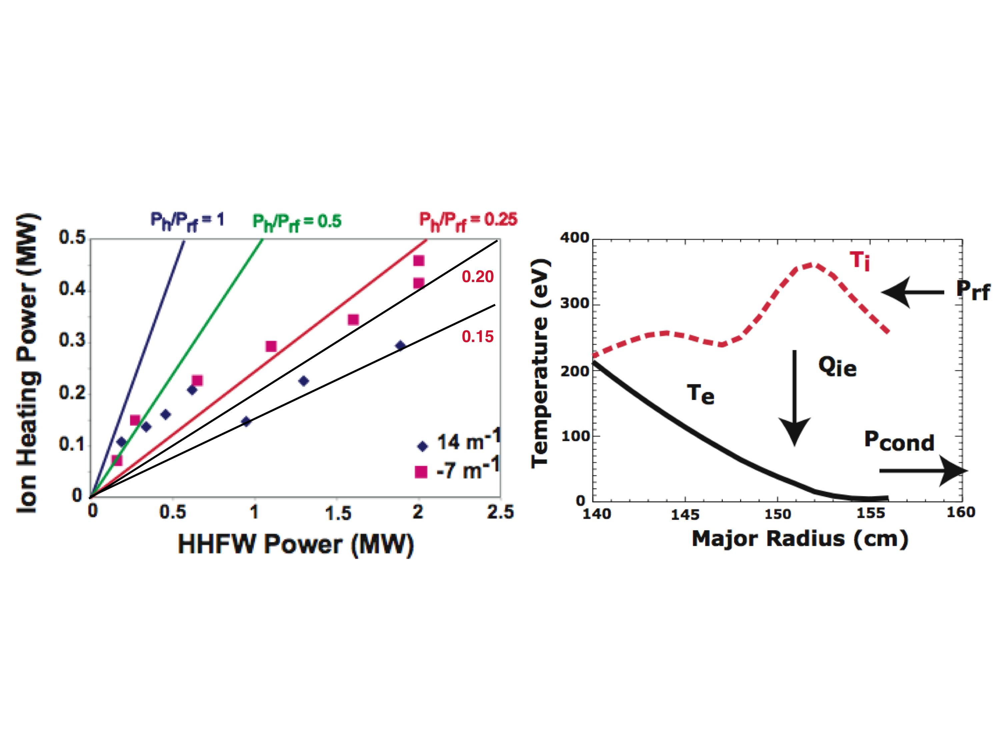 Ph/Prf = 1
Ph/Prf = 0.5
Ph/Prf = 0.25
Ion Heating Power (MW)
0.5
0.4
0.3
0.2
0.1
0
0.20
0.15
14 m-1
-7 m-1
0 0.5 1 1.5 2 2.5
HHFW Power (MW)
Temperature (eV)
400
300
200
100
0
Ti
Prf
Qie
Te
Pcond
140 145 150 155 160
Major Radius (cm)